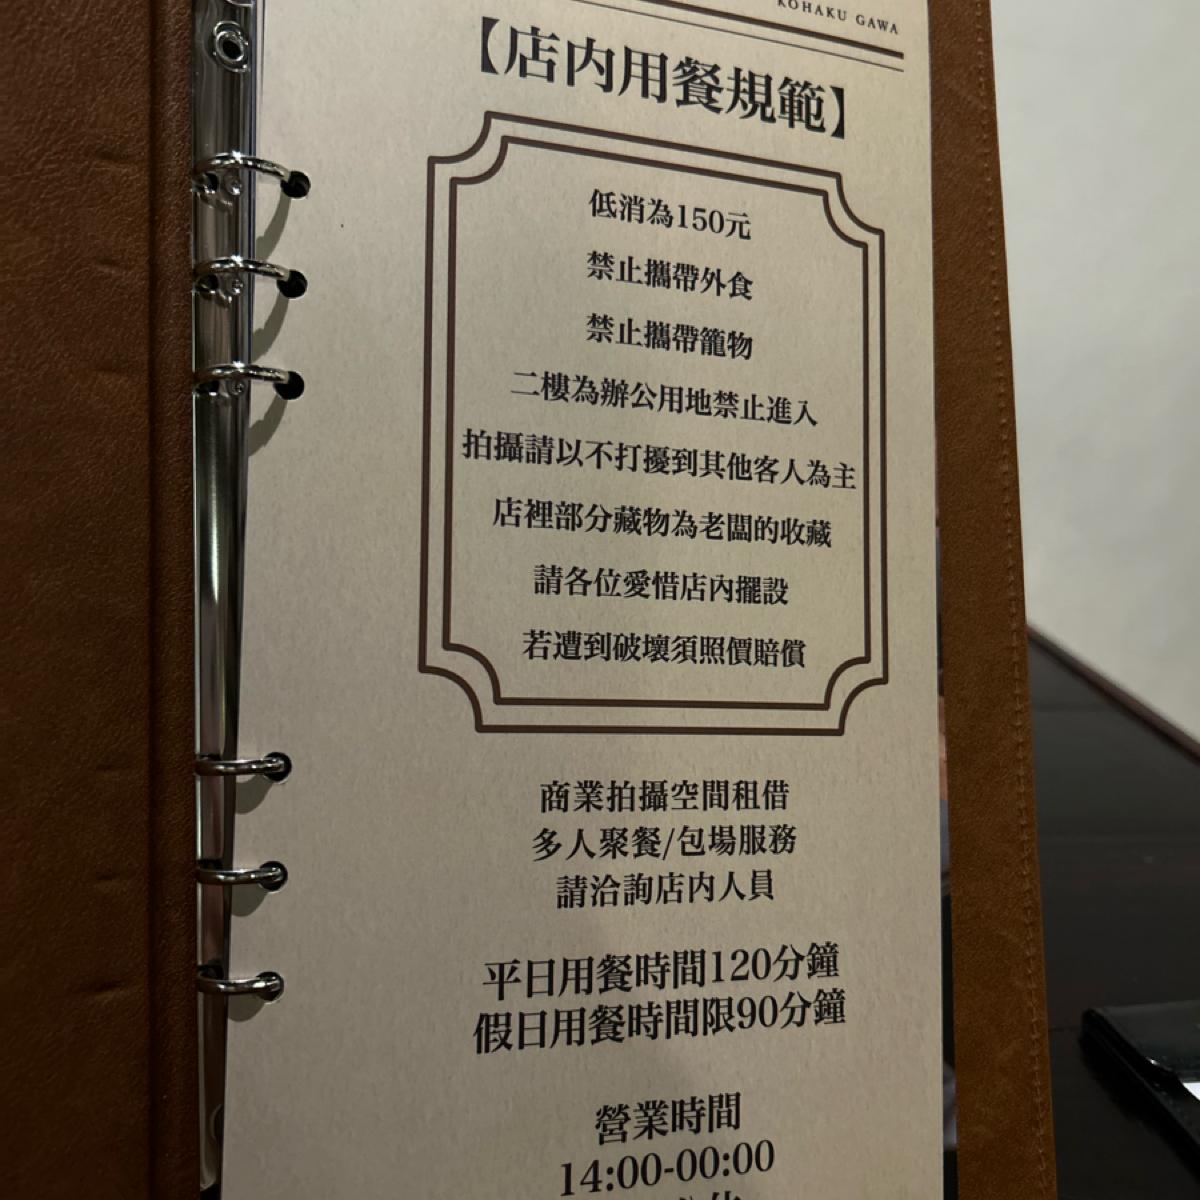 KOHAKU GAWA
【店內用餐規範】
低消為150元
禁止攜帶外食
禁止攜帶籠物
二樓為辦公用地禁止進入
拍攝請以不打擾到其他客人為主
店裡部分藏物為老闆的收藏
請各位愛惜店內擺設
若遭到破壞須照價賠償
商業拍攝空間租借
多人聚餐/包場服務
請洽詢店內人員
平日用餐時間120分鐘
假日用餐時間限90分鐘
營業時間
14:00-00:00